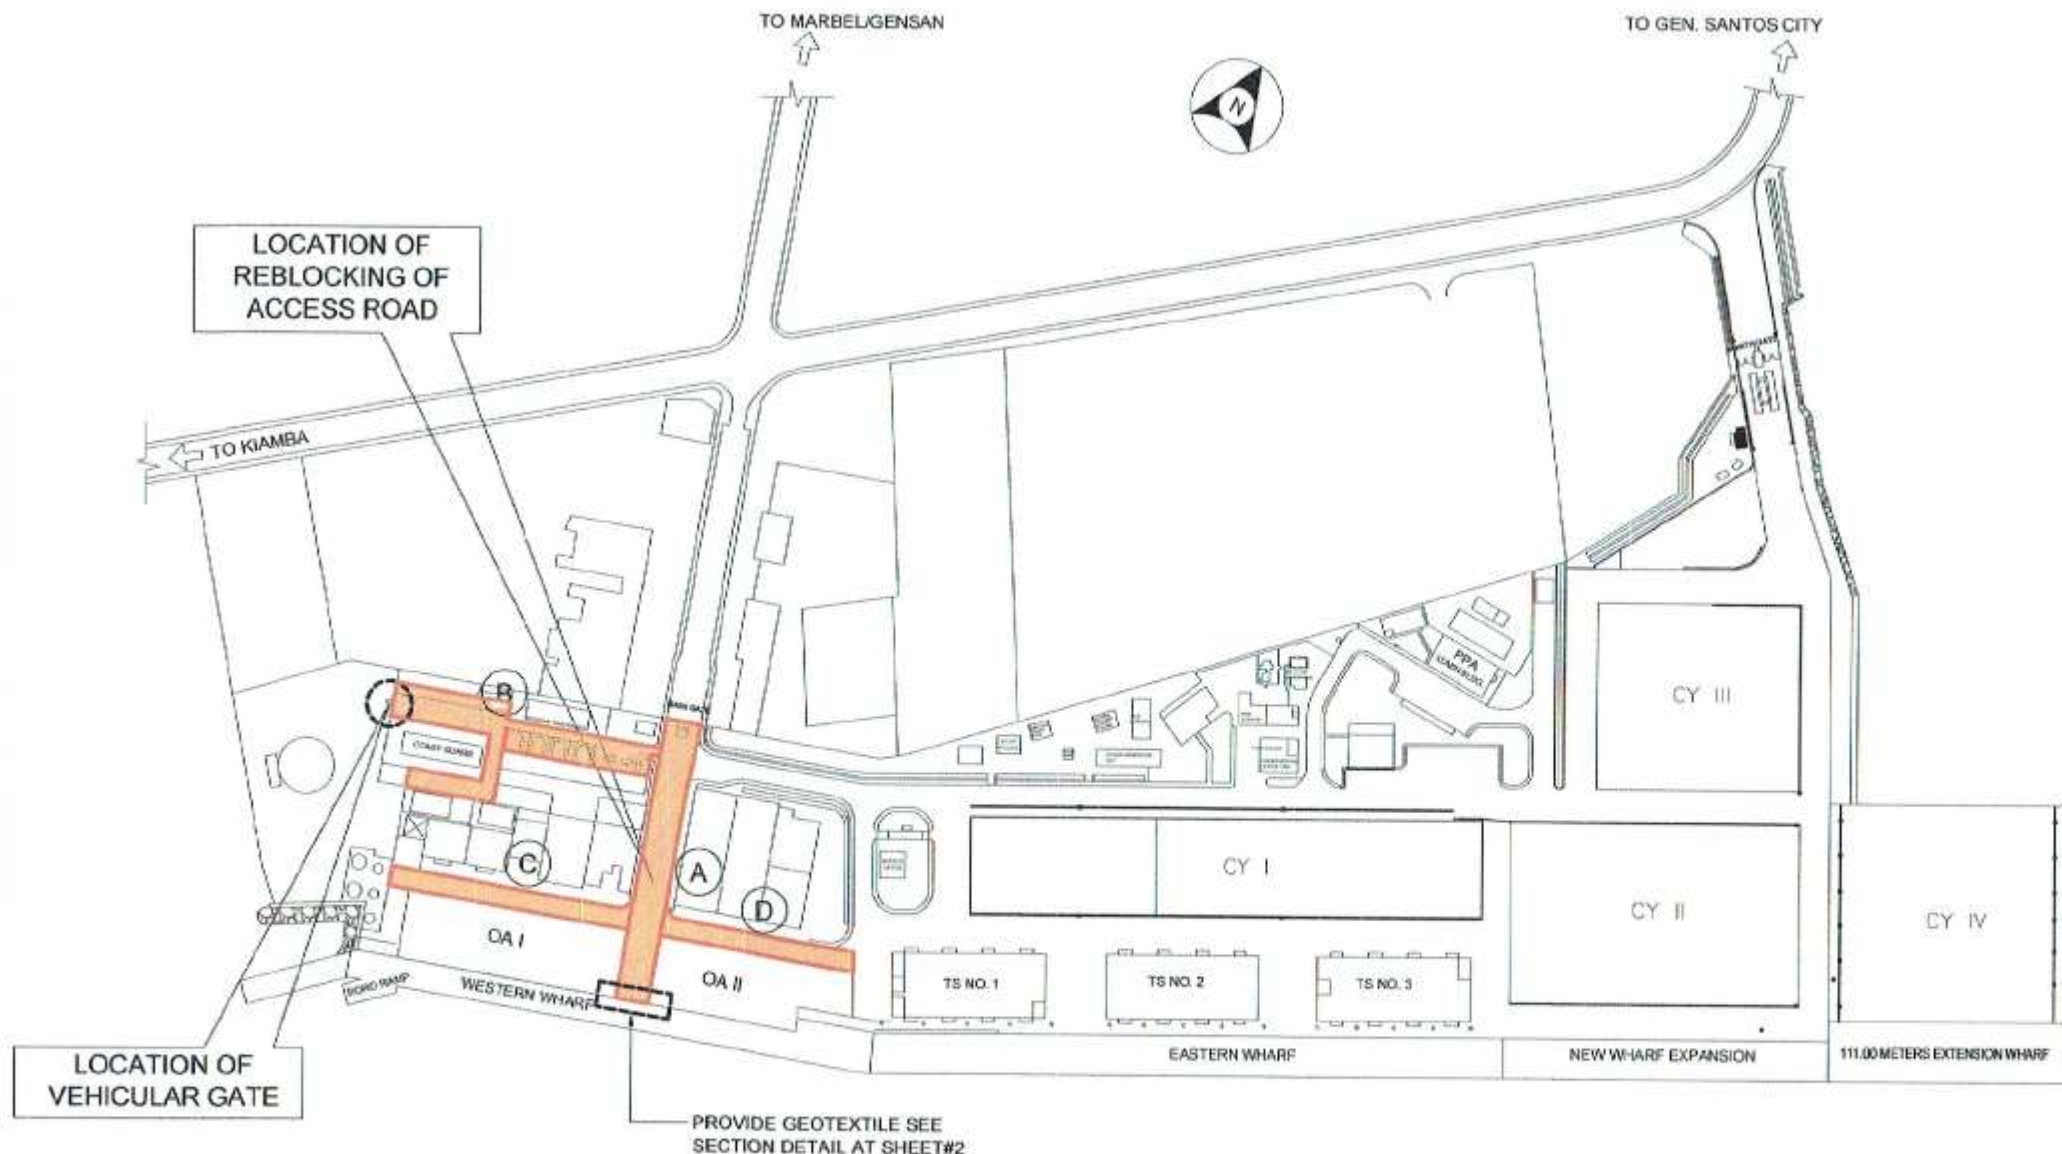 TO MARBEL/GENSAN
TO GEN. SANTOS CITY
N
LOCATION OF
REBLOCKING OF
ACCESS ROAD
TO KIAMBA
PPA
CY III
B
MAIN GATE
COAST GUARD
C
A
D
CY I
CY II
CY IV
OA I
OA II
TS NO. 1
TS NO. 2
TS NO. 3
RORO RAMP
WESTERN WHARF
EASTERN WHARF
NEW WHARF EXPANSION
111.00 METERS EXTENSION WHARF
LOCATION OF
VEHICULAR GATE
PROVIDE GEOTEXTILE SEE
SECTION DETAIL AT SHEET#2